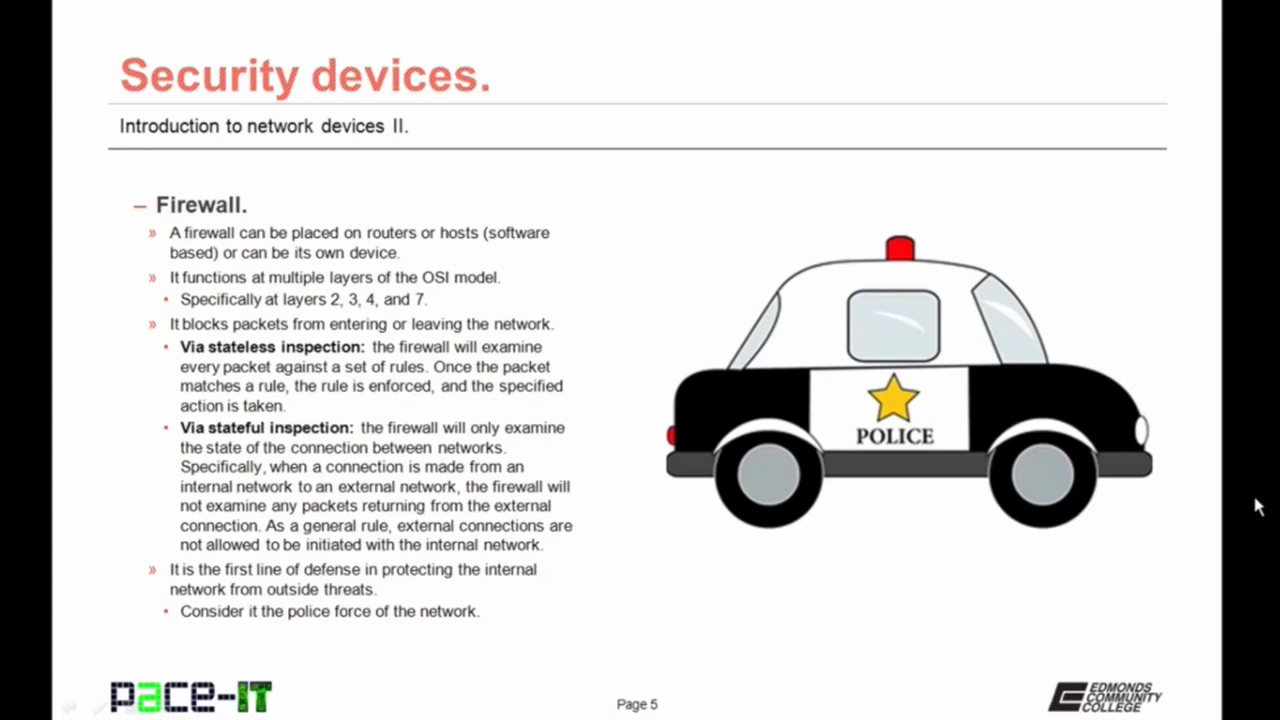 Security devices.
Introduction to network devices II.
– Firewall.
» A firewall can be placed on routers or hosts (software
based) or can be its own device.
» It functions at multiple layers of the OSI model.
• Specifically at layers 2, 3, 4, and 7.
» It blocks packets from entering or leaving the network.
• Via stateless inspection: the firewall will examine
every packet against a set of rules. Once the packet
matches a rule, the rule is enforced, and the specified
action is taken.
• Via stateful inspection: the firewall will only examine
the state of the connection between networks.
Specifically, when a connection is made from an
internal network to an external network, the firewall will
not examine any packets returning from the external
connection. As a general rule, external connections are
not allowed to be initiated with the internal network.
» It is the first line of defense in protecting the internal
network from outside threats.
• Consider it the police force of the network.
POLICE
pace-IT
Page 5
EDMONDS
COMMUNITY
COLLEGE